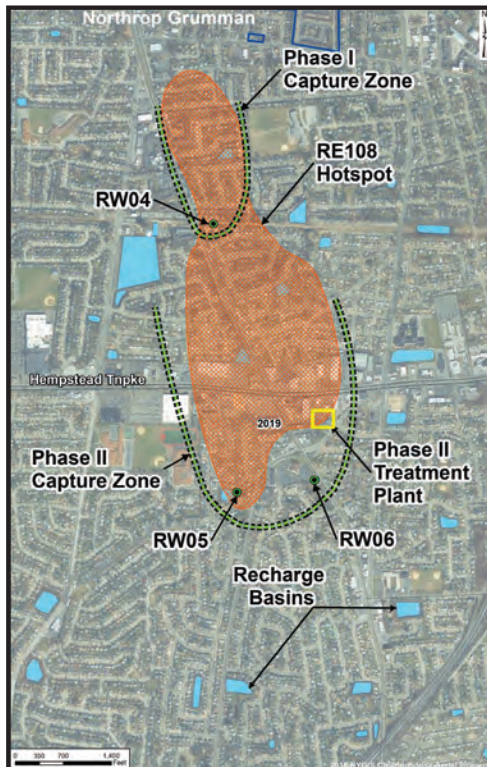 Northrop Grumman
N
Phase I
Capture Zone
RE108
Hotspot
RW04
Hempstead Tnpke
2019
Phase II
Capture Zone
Phase II
Treatment
Plant
RW05
RW06
Recharge
Basins
0 350 700 1,400
Feet